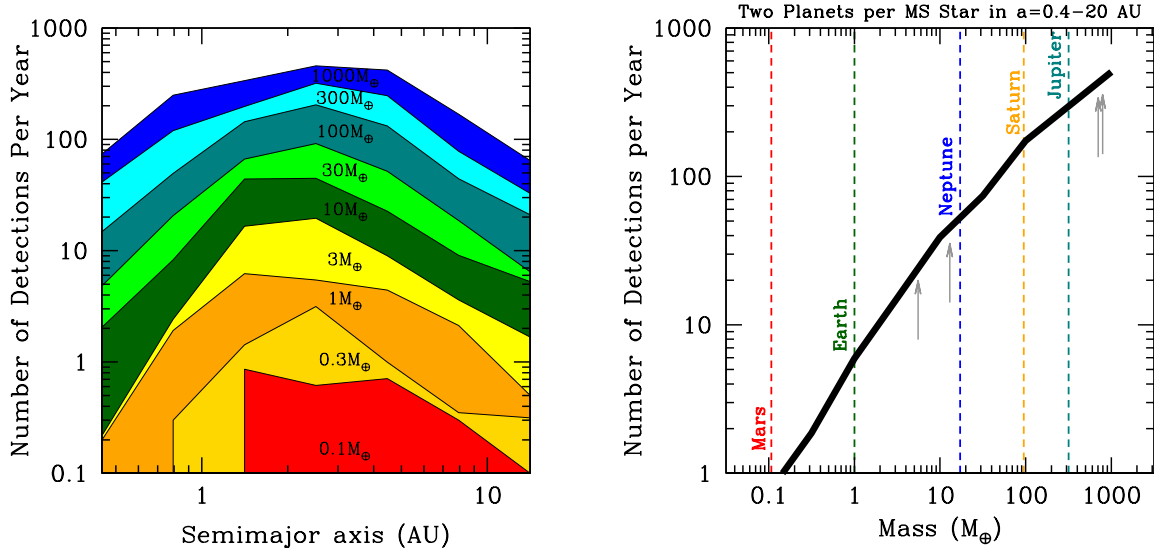 Two Planets per MS Star in a=0.4−20 AU
Number of Detections Per Year
1000
100
10
1
0.1
1000M⊕
300M⊕
100M⊕
30M⊕
10M⊕
3M⊕
1M⊕
0.3M⊕
0.1M⊕
1
10
Semimajor axis (AU)
Number of Detections per Year
1000
100
10
1
Mars
Earth
Neptune
Saturn
Jupiter
0.1
1
10
100
1000
Mass (M⊕)